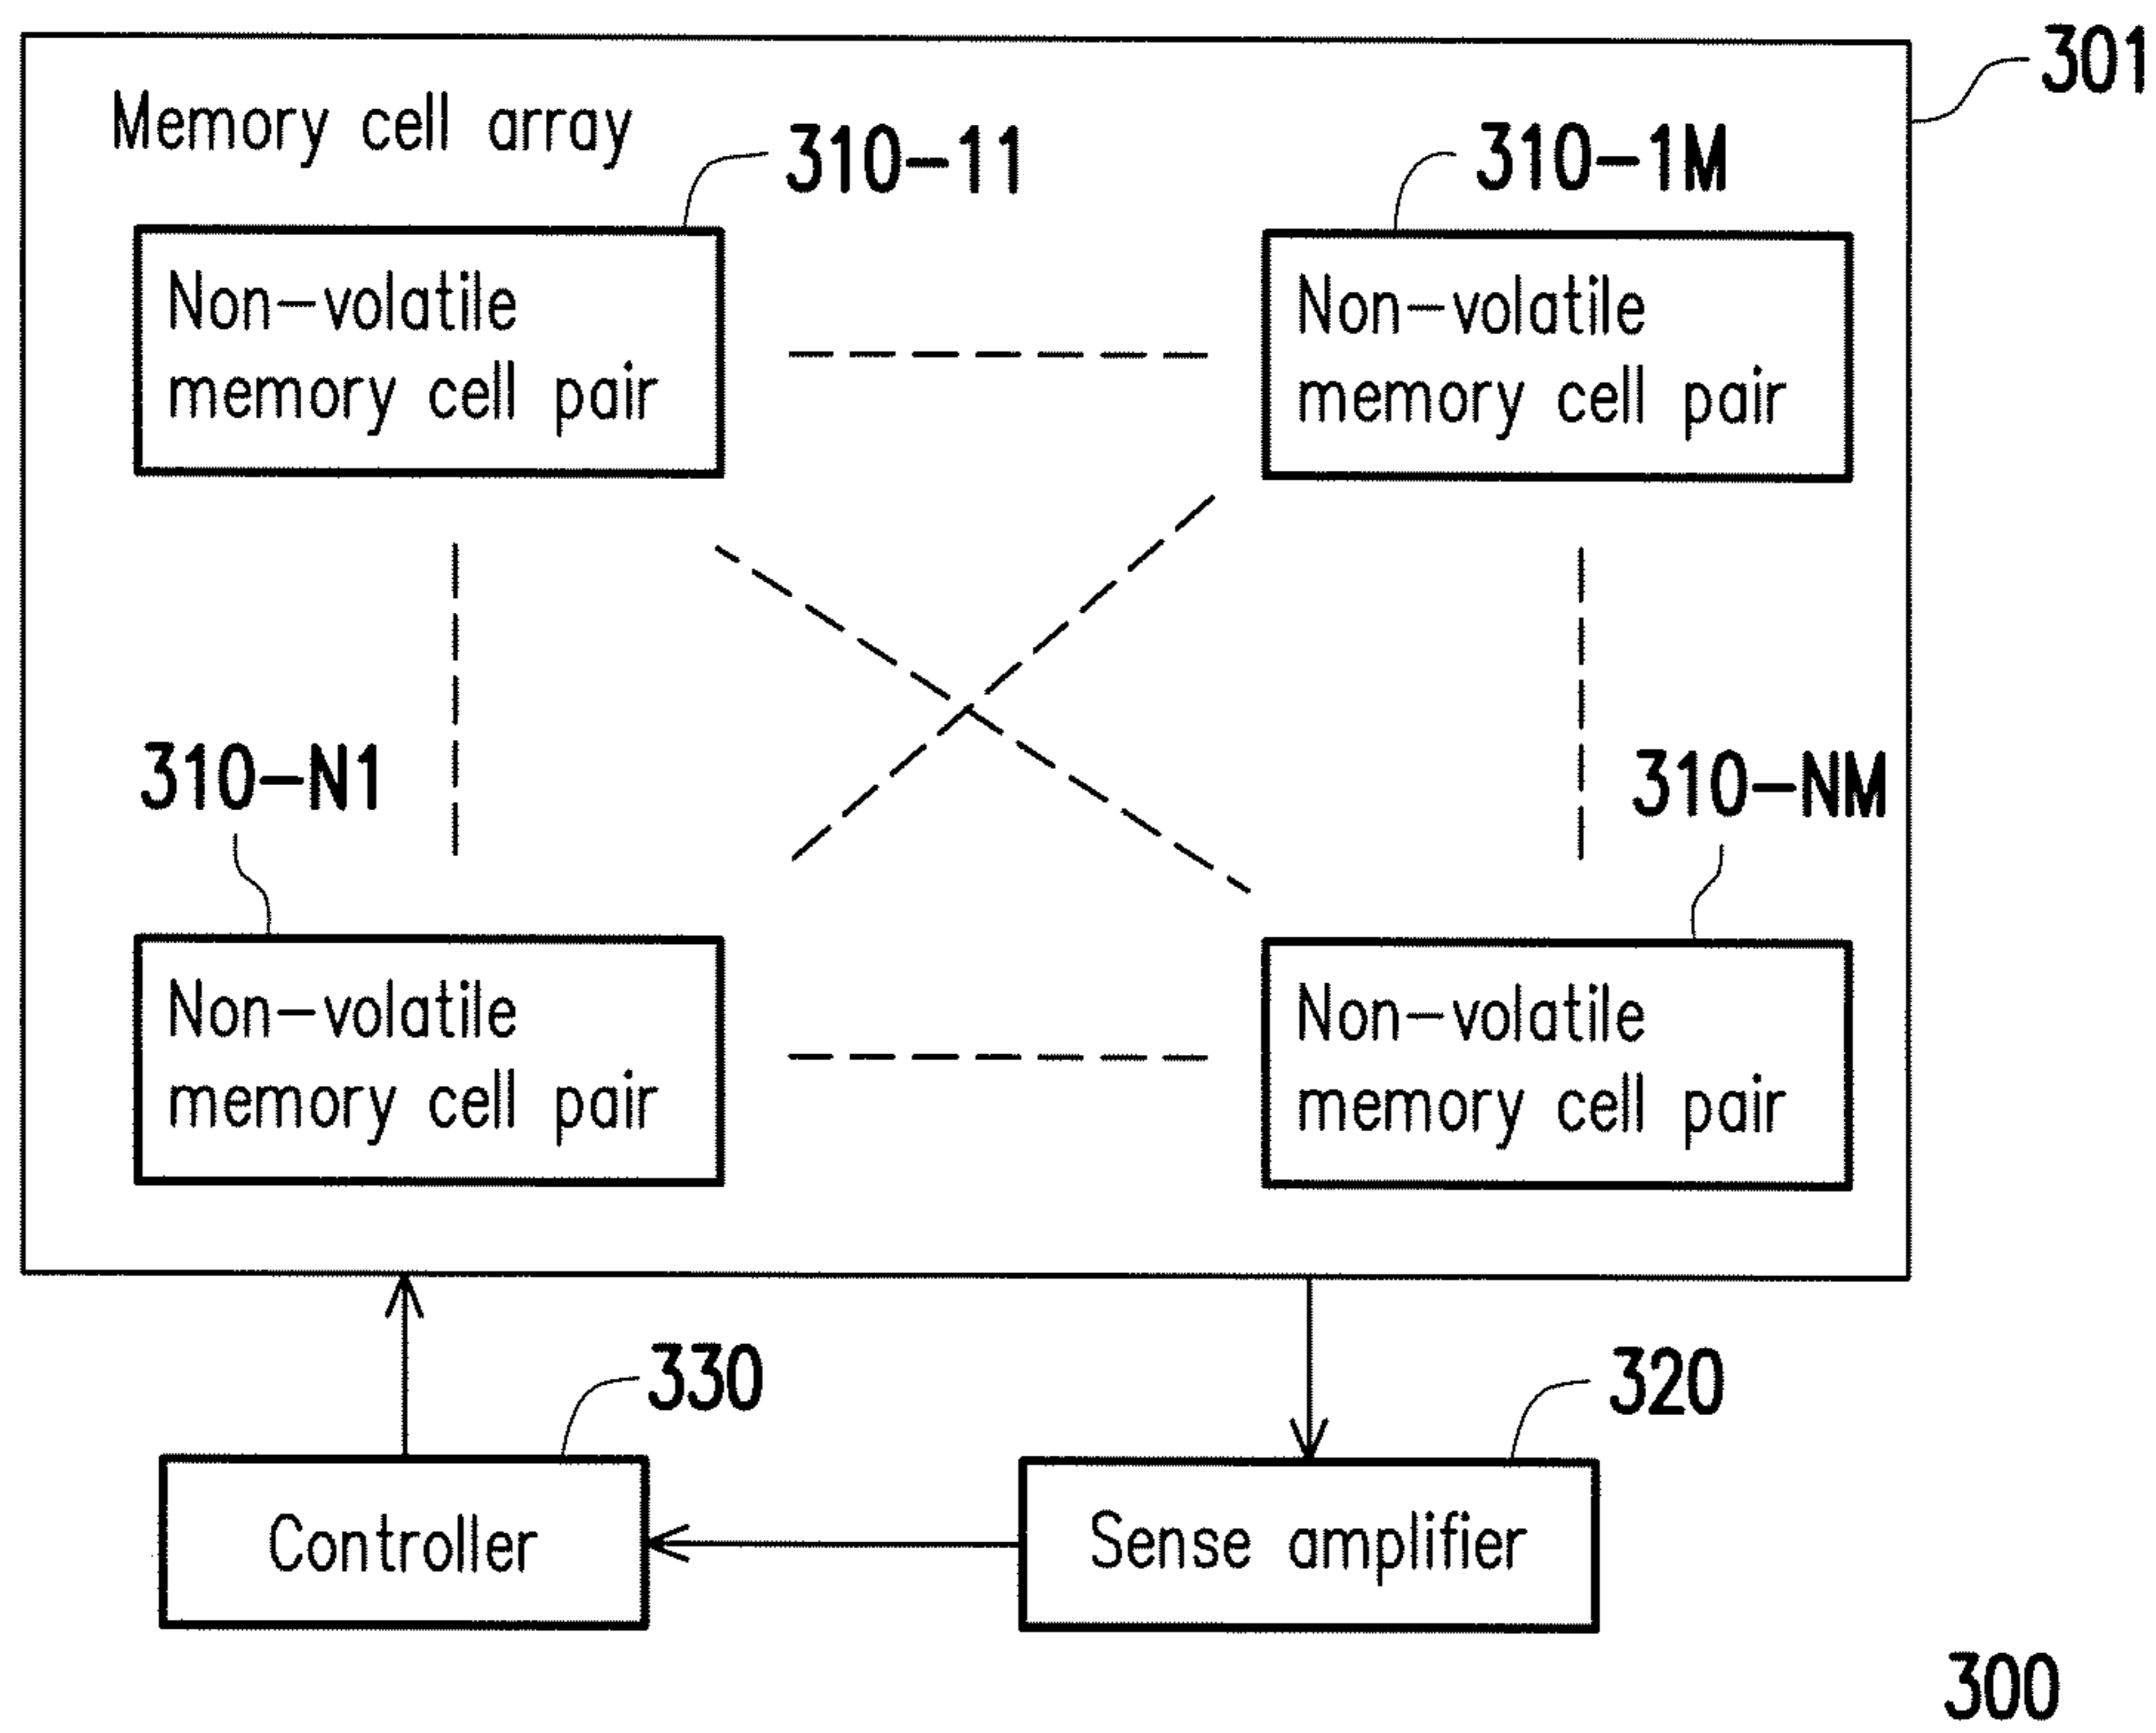 301
Memory cell array
310-11
310-1M
Non-volatile
memory cell pair
Non-volatile
memory cell pair
310-N1
310-NM
Non-volatile
memory cell pair
Non-volatile
memory cell pair
330
320
Controller
Sense amplifier
300